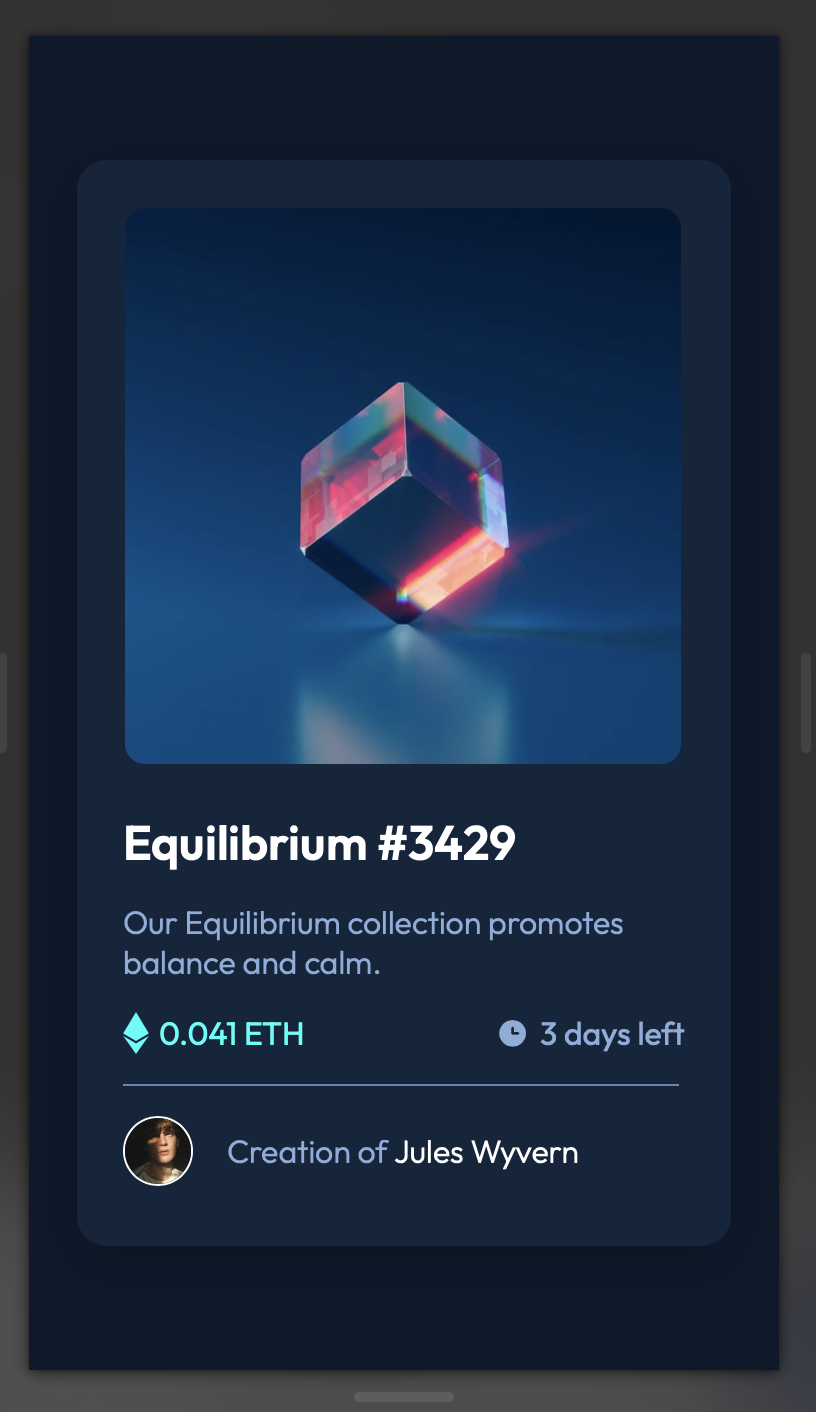 Equilibrium #3429
Our Equilibrium collection promotes
balance and calm.
0.041 ETH
3 days left
Creation of Jules Wyvern